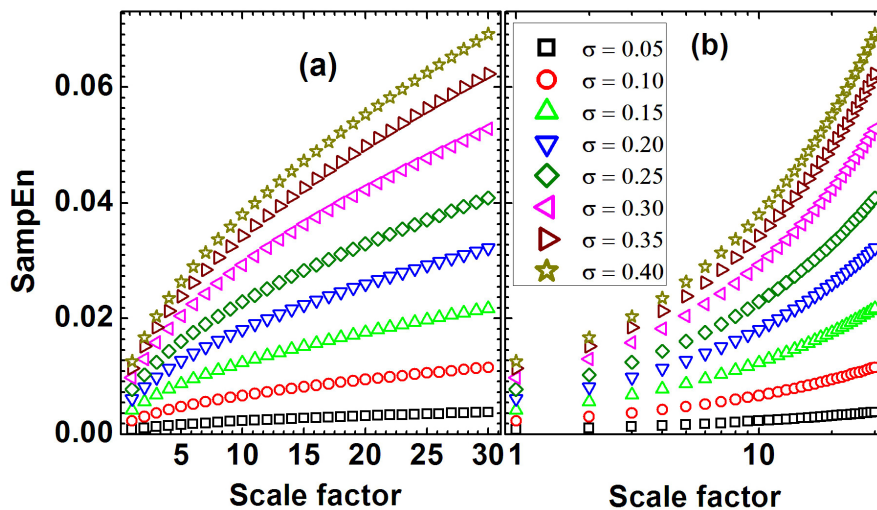 (a)
(b)
σ = 0.05
σ = 0.10
σ = 0.15
σ = 0.20
σ = 0.25
σ = 0.30
σ = 0.35
σ = 0.40
SampEn
0.06
0.04
0.02
0.00
5 10 15 20 25 30
1 10
Scale factor
Scale factor